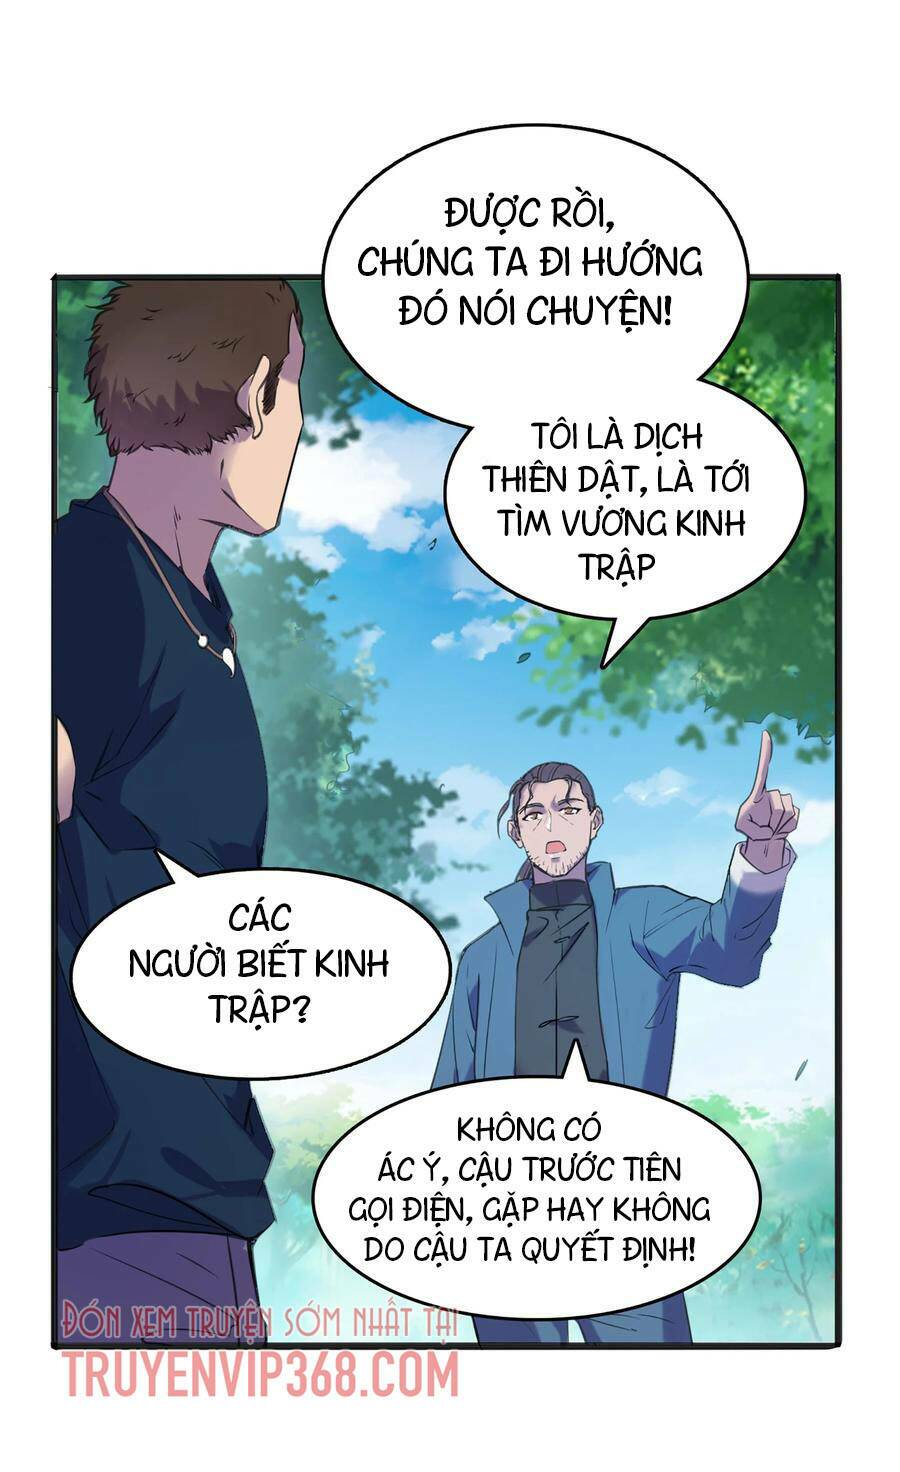 ĐƯỢC RỒI,
CHÚNG TA ĐI HƯỚNG
ĐÓ NÓI CHUYỆN!
TÔI LÀ DỊCH
THIÊN DẬT, LÀ TỚI
TÌM VƯƠNG KINH
TRẬP
CÁC
NGƯỜI BIẾT KINH
TRẬP?
KHÔNG CÓ
ÁC Ý, CẬU TRƯỚC TIÊN
GỌI ĐIỆN, GẶP HAY KHÔNG
DO CẬU TA QUYẾT ĐỊNH!
ĐÓN XEM TRUYỆN SỚM NHẤT TẠI
TRUYENVIP368.COM